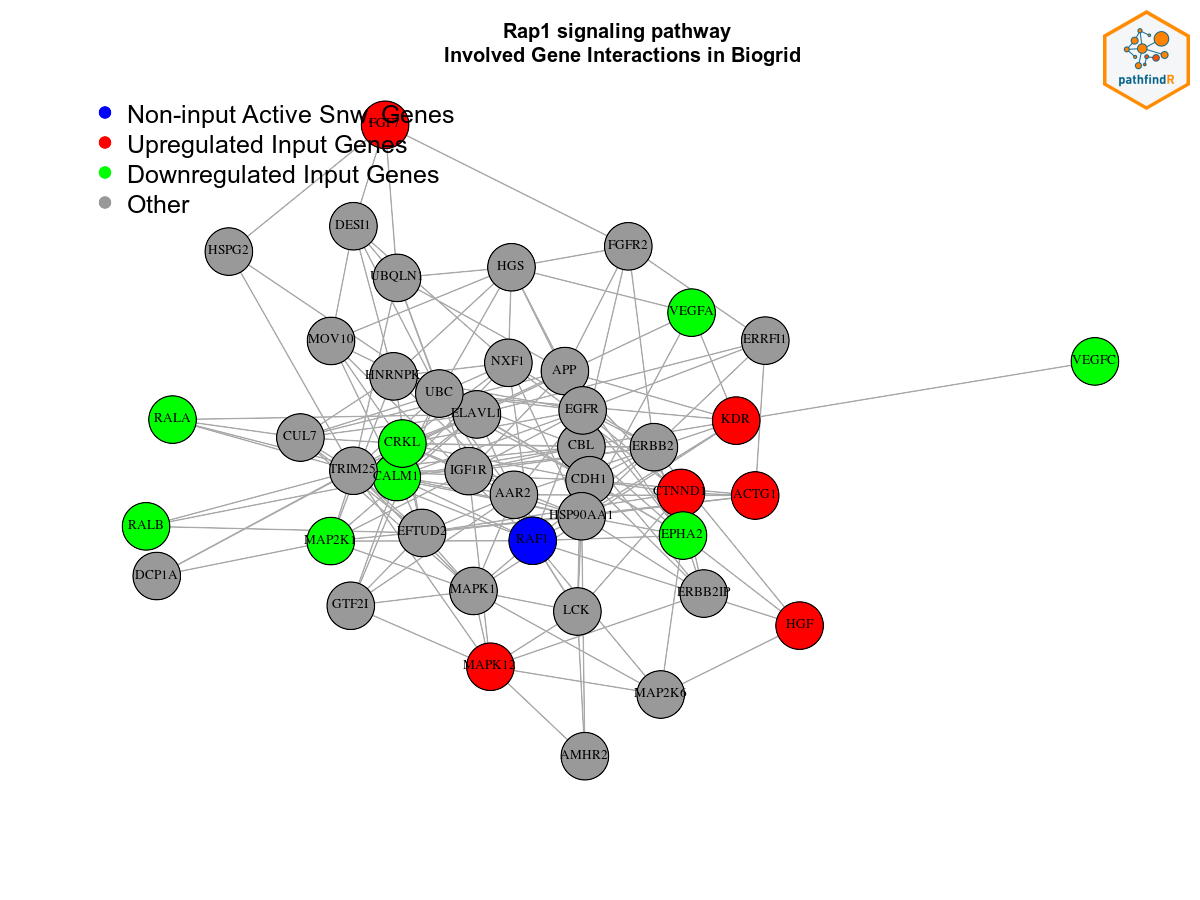 Rap1 signaling pathway
Involved Gene Interactions in Biogrid
pathfindR
Non-input Active Snw. Genes
Upregulated Input Genes
Downregulated Input Genes
Other
FGF7
DESI1
HSPG2
UBQLN
HGS
FGFR2
VEGFA
MOV10
ERRFI1
VEGFC
NXF1
APP
HNRNPK
UBC
EGFR
ELAVL1
RALA
KDR
CUL7
CRKL
CBL
ERBB2
TRIM25
CALM1
IGF1R
CDH1
AAR2
CTNND1
ACTG1
HSP90AA1
RALB
MAP2K1
EFTUD2
RAF1
EPHA2
DCP1A
MAPK1
ERBB2IP
GTF2I
LCK
HGF
MAPK12
MAP2K6
AMHR2